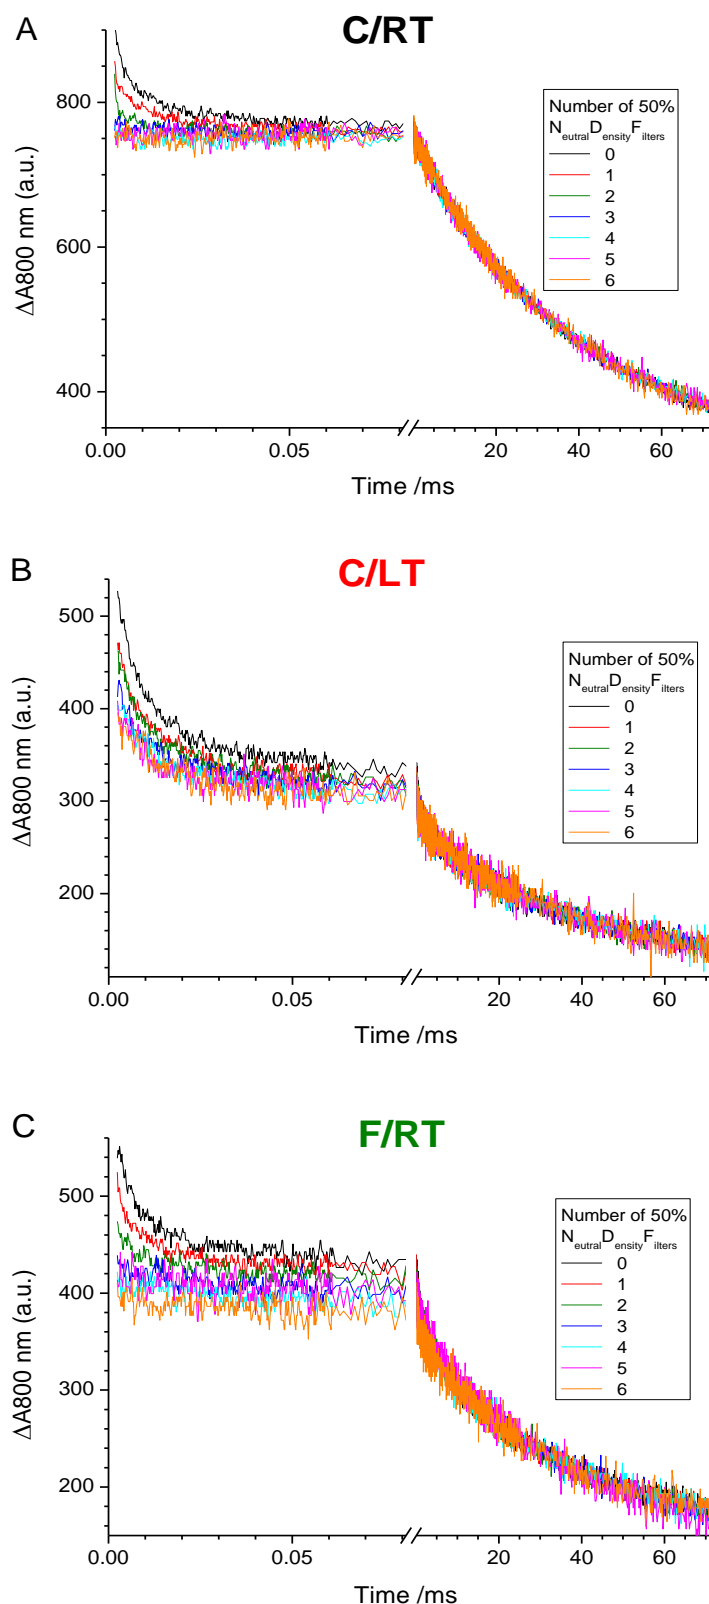 A
C/RT
ΔA800 nm (a.u.)
800
600
400
Number of 50%
NeutralDensityFilters
0
1
2
3
4
5
6
0.00 0.05 20 40 60
Time /ms
B
C/LT
ΔA800 nm (a.u.)
500
400
300
200
Number of 50%
NeutralDensityFilters
0
1
2
3
4
5
6
0.00 0.05 20 40 60
Time /ms
C
F/RT
ΔA800 nm (a.u.)
500
400
300
200
Number of 50%
NeutralDensityFilters
0
1
2
3
4
5
6
0.00 0.05 20 40 60
Time /ms